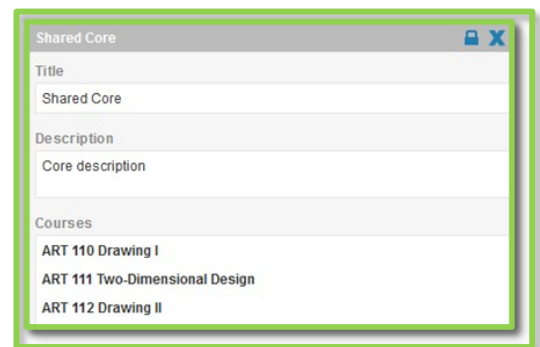 Shared Core
Title
Shared Core
Description
Core description
Courses
ART 110 Drawing I
ART 111 Two-Dimensional Design
ART 112 Drawing II